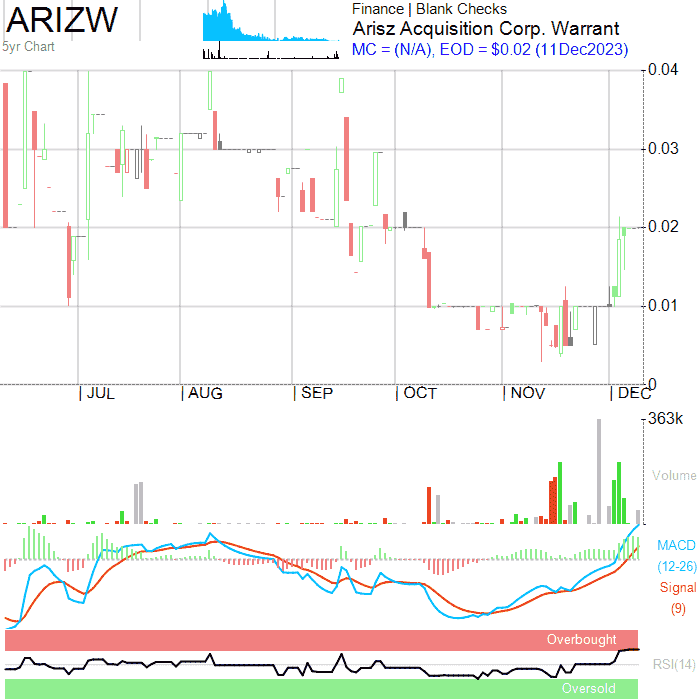 ARIZW
5yr Chart
Finance | Blank Checks
Arisz Acquisition Corp. Warrant
MC = (N/A), EOD = $0.02 (11Dec2023)
0.04
0.03
0.02
0.01
0
| JUL
| AUG
| SEP
| OCT
| NOV
| DEC
363k
Volume
MACD
(12-26)
Signal
(9)
Overbought
RSI(14)
Oversold